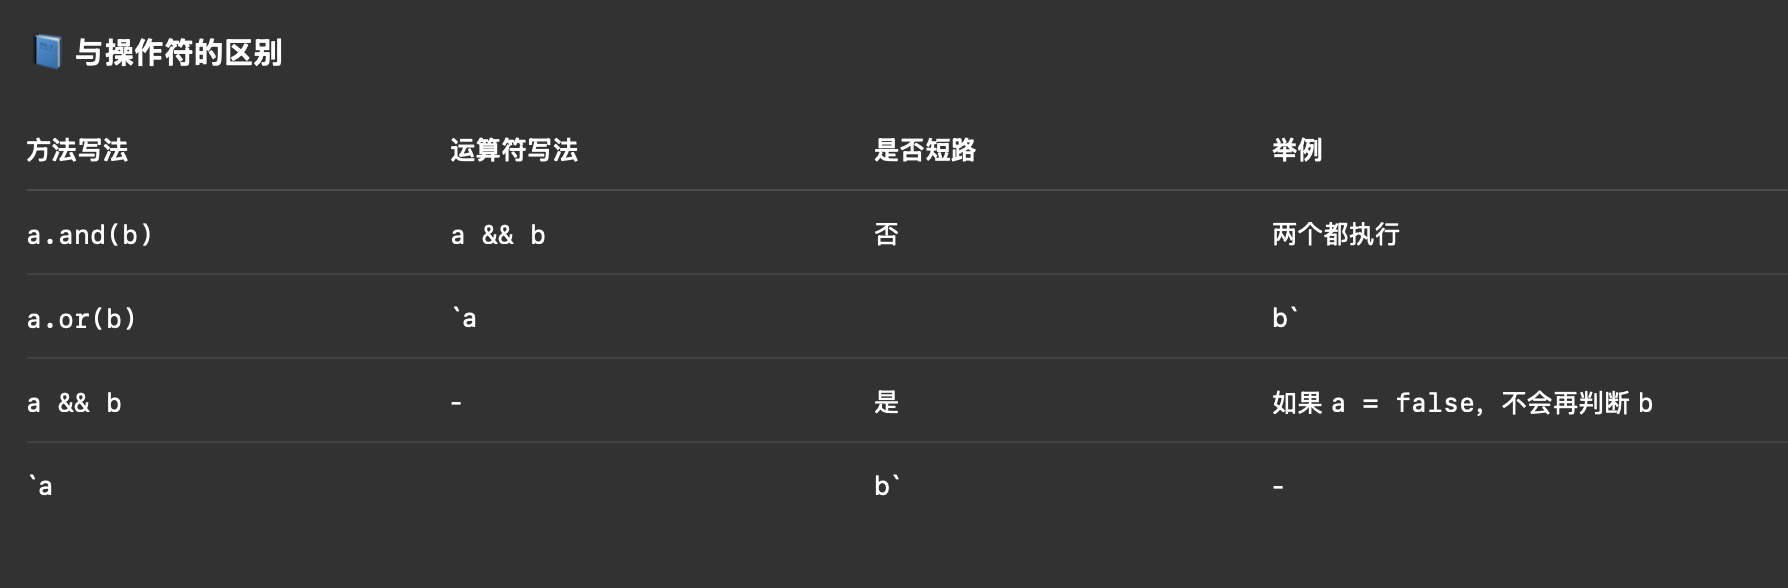 📘 与操作符的区别
方法写法 运算符写法 是否短路 举例
a.and(b) a && b 否 两个都执行
a.or(b) `a b`
a && b - 是 如果 a = false，不会再判断 b
`a b` -